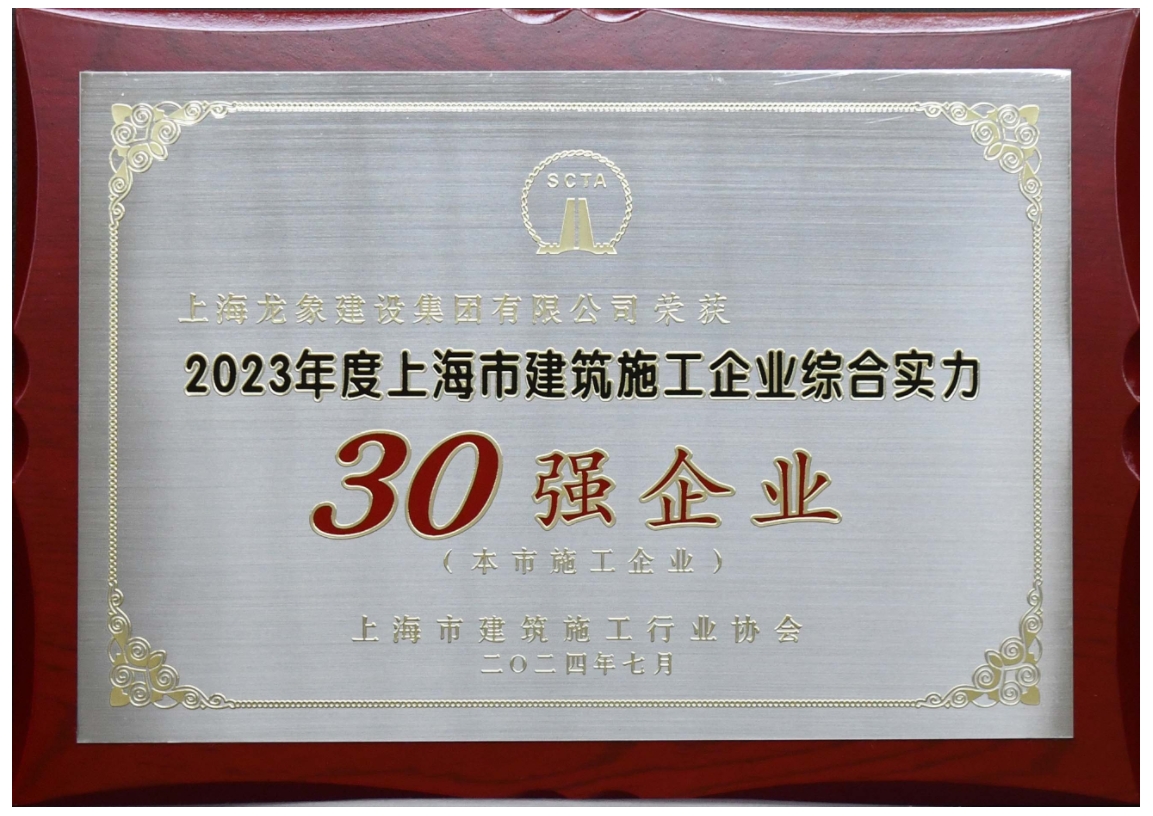 SCTA
上海龙象建设集团有限公司荣获
2023年度上海市建筑施工企业综合实力
30强企业
（本市施工企业）
上海市建筑施工行业协会
二〇二四年七月